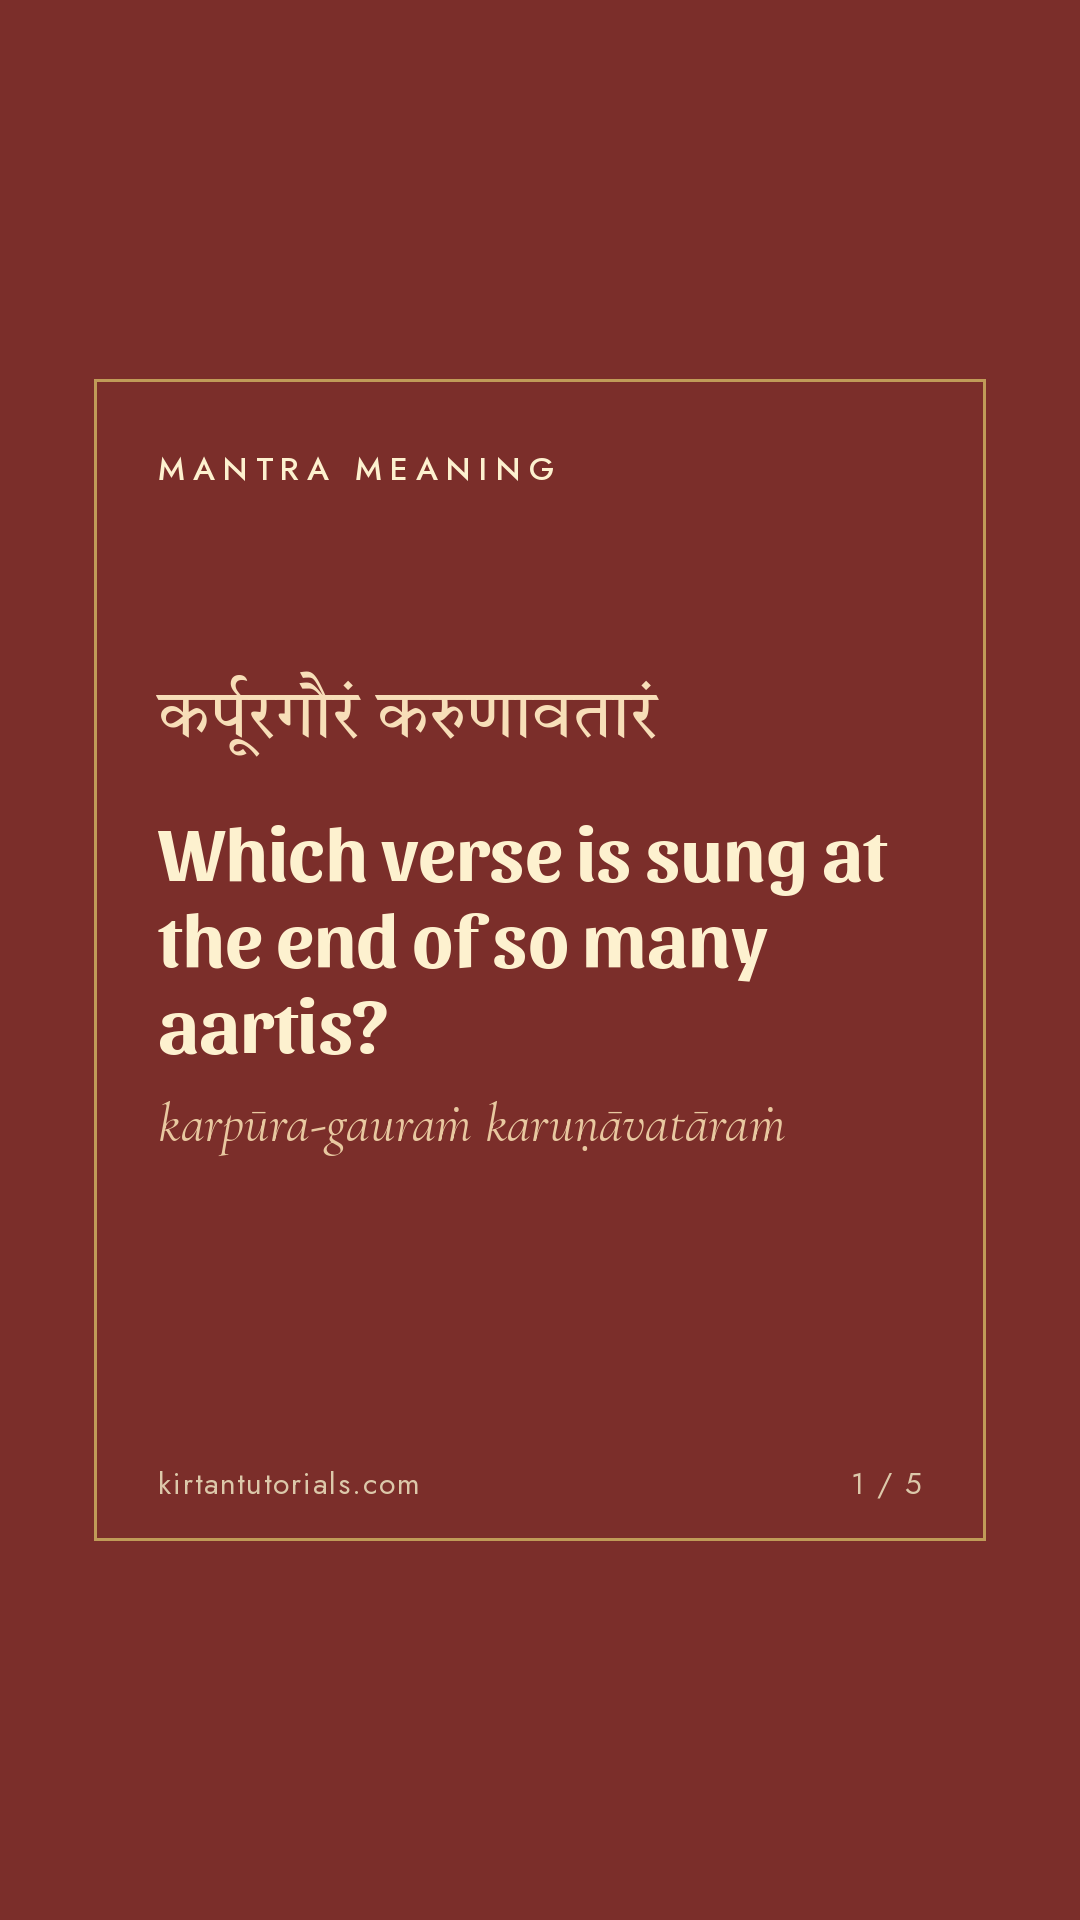 MANTRA MEANING
कर्पूरगौरं करुणावतारं
Which verse is sung at
the end of so many
aartis?
karpūra-gauraṁ karuṇāvatāraṁ
kirtantutorials.com
1 / 5